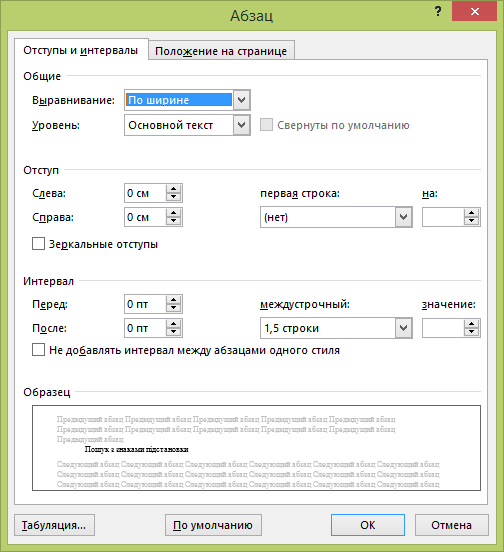 Абзац
?
Отступы и интервалы Положение на странице
Общие
Выравнивание: По ширине
Уровень: Основной текст Свернуты по умолчанию
Отступ
Слева: 0 см первая строка: на:
Справа: 0 см (нет)
Зеркальные отступы
Интервал
Перед: 0 пт междустрочный: значение:
После: 0 пт 1,5 строки
Не добавлять интервал между абзацами одного стиля
Образец
Предыдущий абзац Предыдущий абзац Предыдущий абзац Предыдущий абзац Предыдущий абзац
Предыдущий абзац Предыдущий абзац Предыдущий абзац Предыдущий абзац Предыдущий абзац
Предыдущий абзац
Пошук з знаками підстановки
Следующий абзац Следующий абзац Следующий абзац Следующий абзац Следующий абзац Следующий абзац
Следующий абзац Следующий абзац Следующий абзац Следующий абзац Следующий абзац Следующий абзац
Следующий абзац Следующий абзац Следующий абзац Следующий абзац Следующий абзац Следующий абзац
Табуляция... По умолчанию ОК Отмена